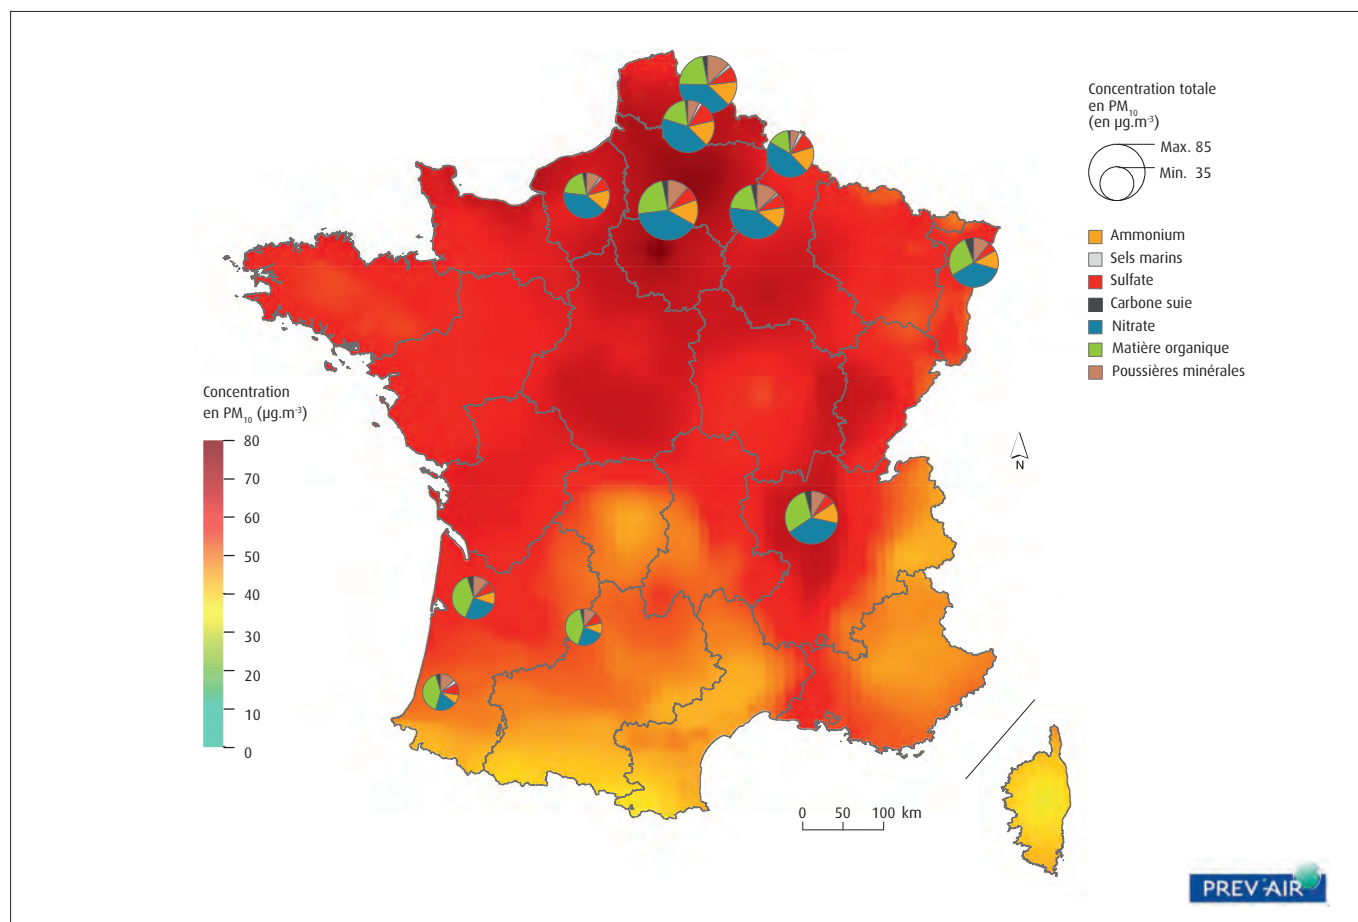 Concentration totale
en PM10
(en µg.m-3)
Max. 85
Min. 35
Ammonium
Sels marins
Sulfate
Carbone suie
Nitrate
Matière organique
Poussières minérales
Concentration
en PM10 (µg.m-3)
80
70
60
50
40
30
20
10
0
N
0 50 100 km
PREV'AIR